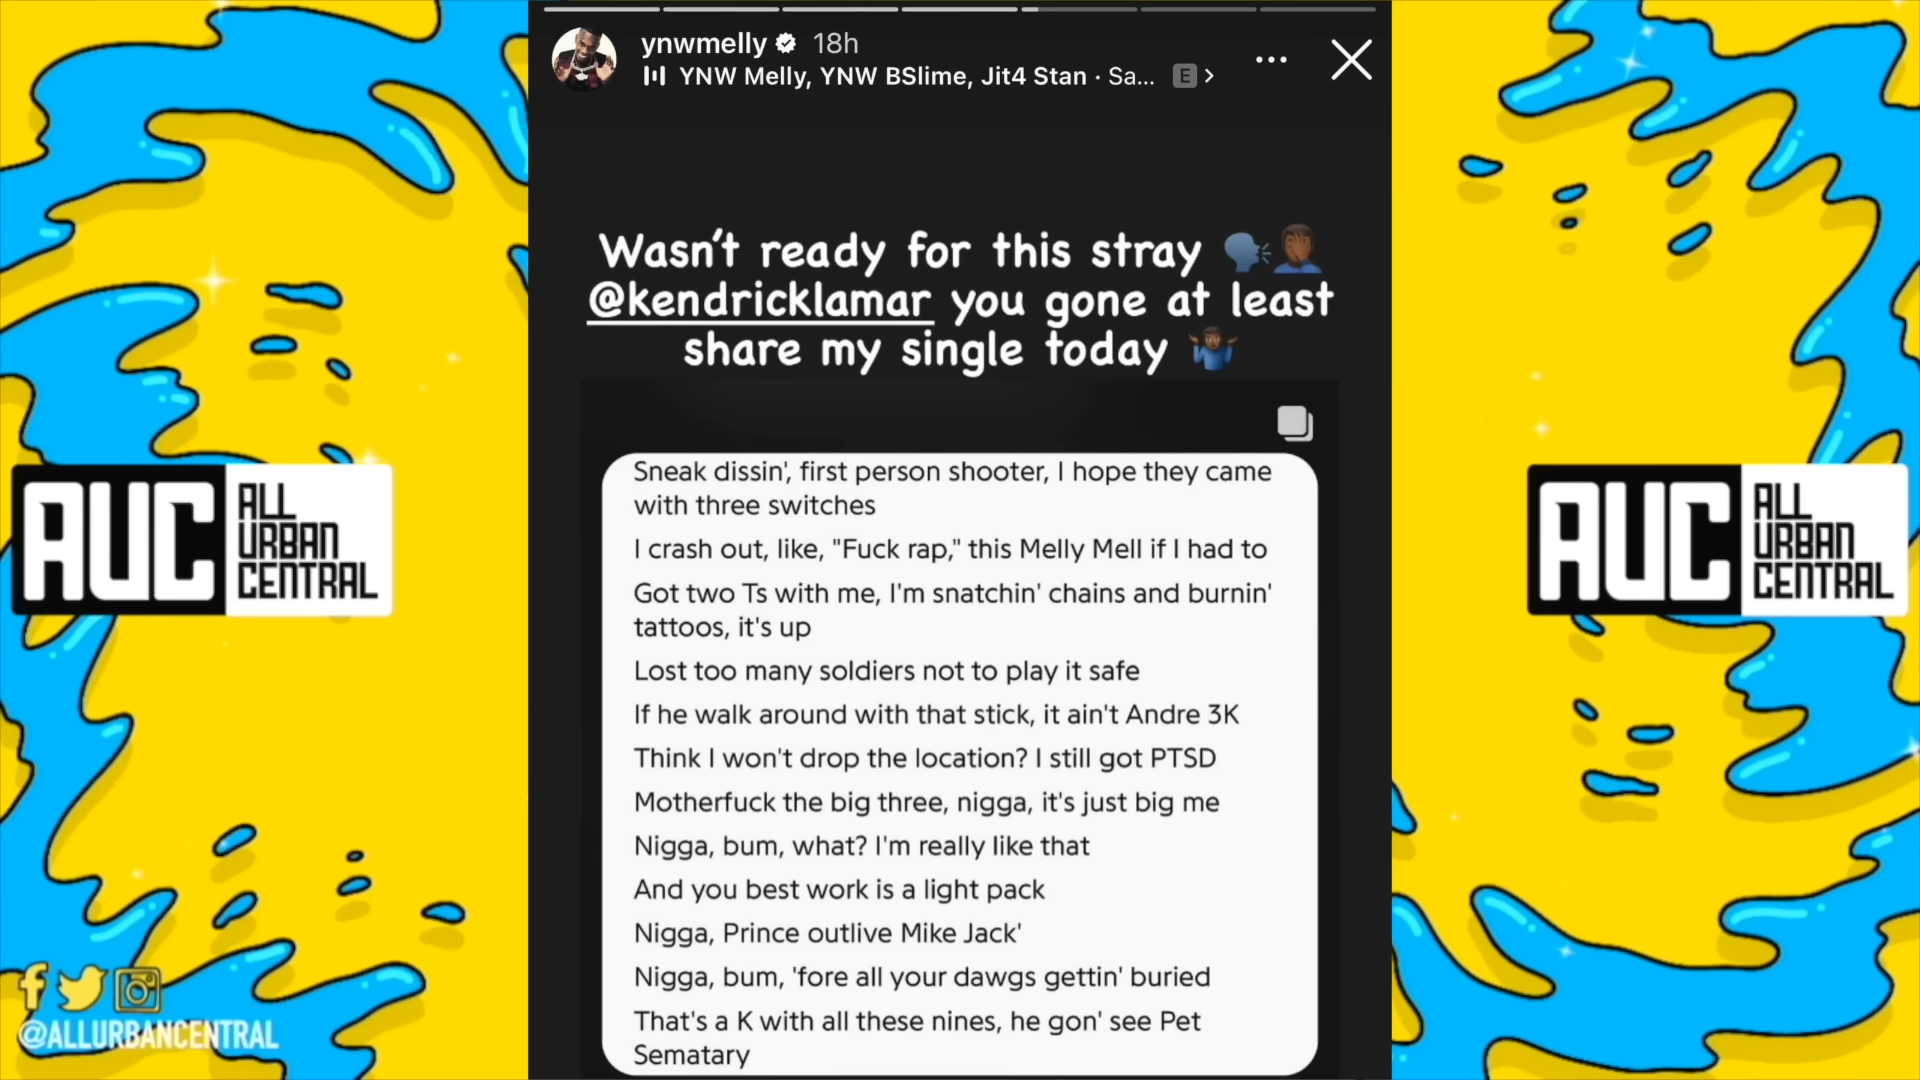 ynwmelly 18h
YNW Melly, YNW BSlime, Jit4 Stan · Sa... E
Wasn't ready for this stray
@kendricklamar you gone at least
share my single today
Sneak dissin', first person shooter, I hope they came
with three switches
I crash out, like, "Fuck rap," this Melly Mell if I had to
Got two Ts with me, I'm snatchin' chains and burnin'
tattoos, it's up
Lost too many soldiers not to play it safe
If he walk around with that stick, it ain't Andre 3K
Think I won't drop the location? I still got PTSD
Motherfuck the big three, nigga, it's just big me
Nigga, bum, what? I'm really like that
And you best work is a light pack
Nigga, Prince outlive Mike Jack'
Nigga, bum, 'fore all your dawgs gettin' buried
That's a K with all these nines, he gon' see Pet
Sematary
AUC ALL
URBAN
CENTRAL
AUC ALL
URBAN
CENTRAL
@ALLURBANCENTRAL